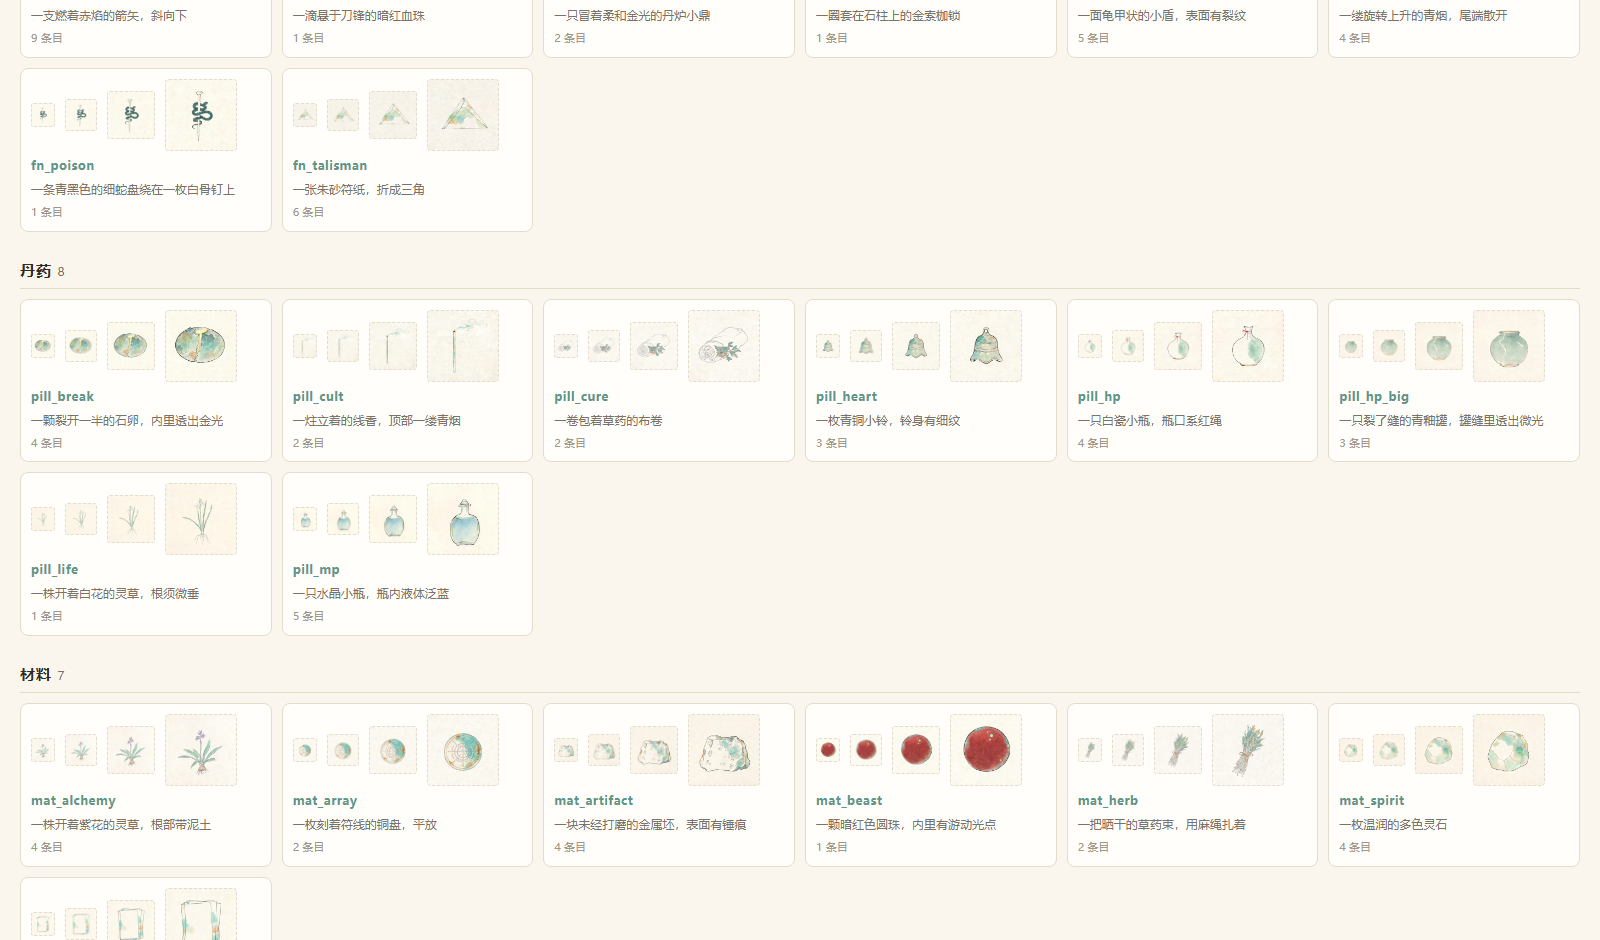 一支燃着赤焰的箭矢，斜向下
9 条目
一滴悬于刀锋的暗红血珠
1 条目
一只冒着柔和金光的丹炉小鼎
2 条目
一圈套在石柱上的金索枷锁
1 条目
一面龟甲状的小盾，表面有裂纹
5 条目
一缕旋转上升的青烟，尾端散开
4 条目
fn_poison
一条青黑色的细蛇盘绕在一枚白骨钉上
1 条目
fn_talisman
一张朱砂符纸，折成三角
6 条目
丹药 8
pill_break
一颗裂开一半的石卵，内里透出金光
4 条目
pill_cult
一炷立着的线香，顶部一缕青烟
2 条目
pill_cure
一卷包着草药的布卷
2 条目
pill_heart
一枚青铜小铃，铃身有细纹
3 条目
pill_hp
一只白瓷小瓶，瓶口系红绳
4 条目
pill_hp_big
一只裂了缝的青釉罐，罐缝里透出微光
3 条目
pill_life
一株开着白花的灵草，根须微垂
1 条目
pill_mp
一只水晶小瓶，瓶内液体泛蓝
5 条目
材料 7
mat_alchemy
一株开着紫花的灵草，根部带泥土
4 条目
mat_array
一枚刻着符线的铜盘，平放
2 条目
mat_artifact
一块未经打磨的金属坯，表面有锤痕
4 条目
mat_beast
一颗暗红色圆珠，内里有游动光点
1 条目
mat_herb
一把晒干的草药束，用麻绳扎着
2 条目
mat_spirit
一枚温润的多色灵石
4 条目